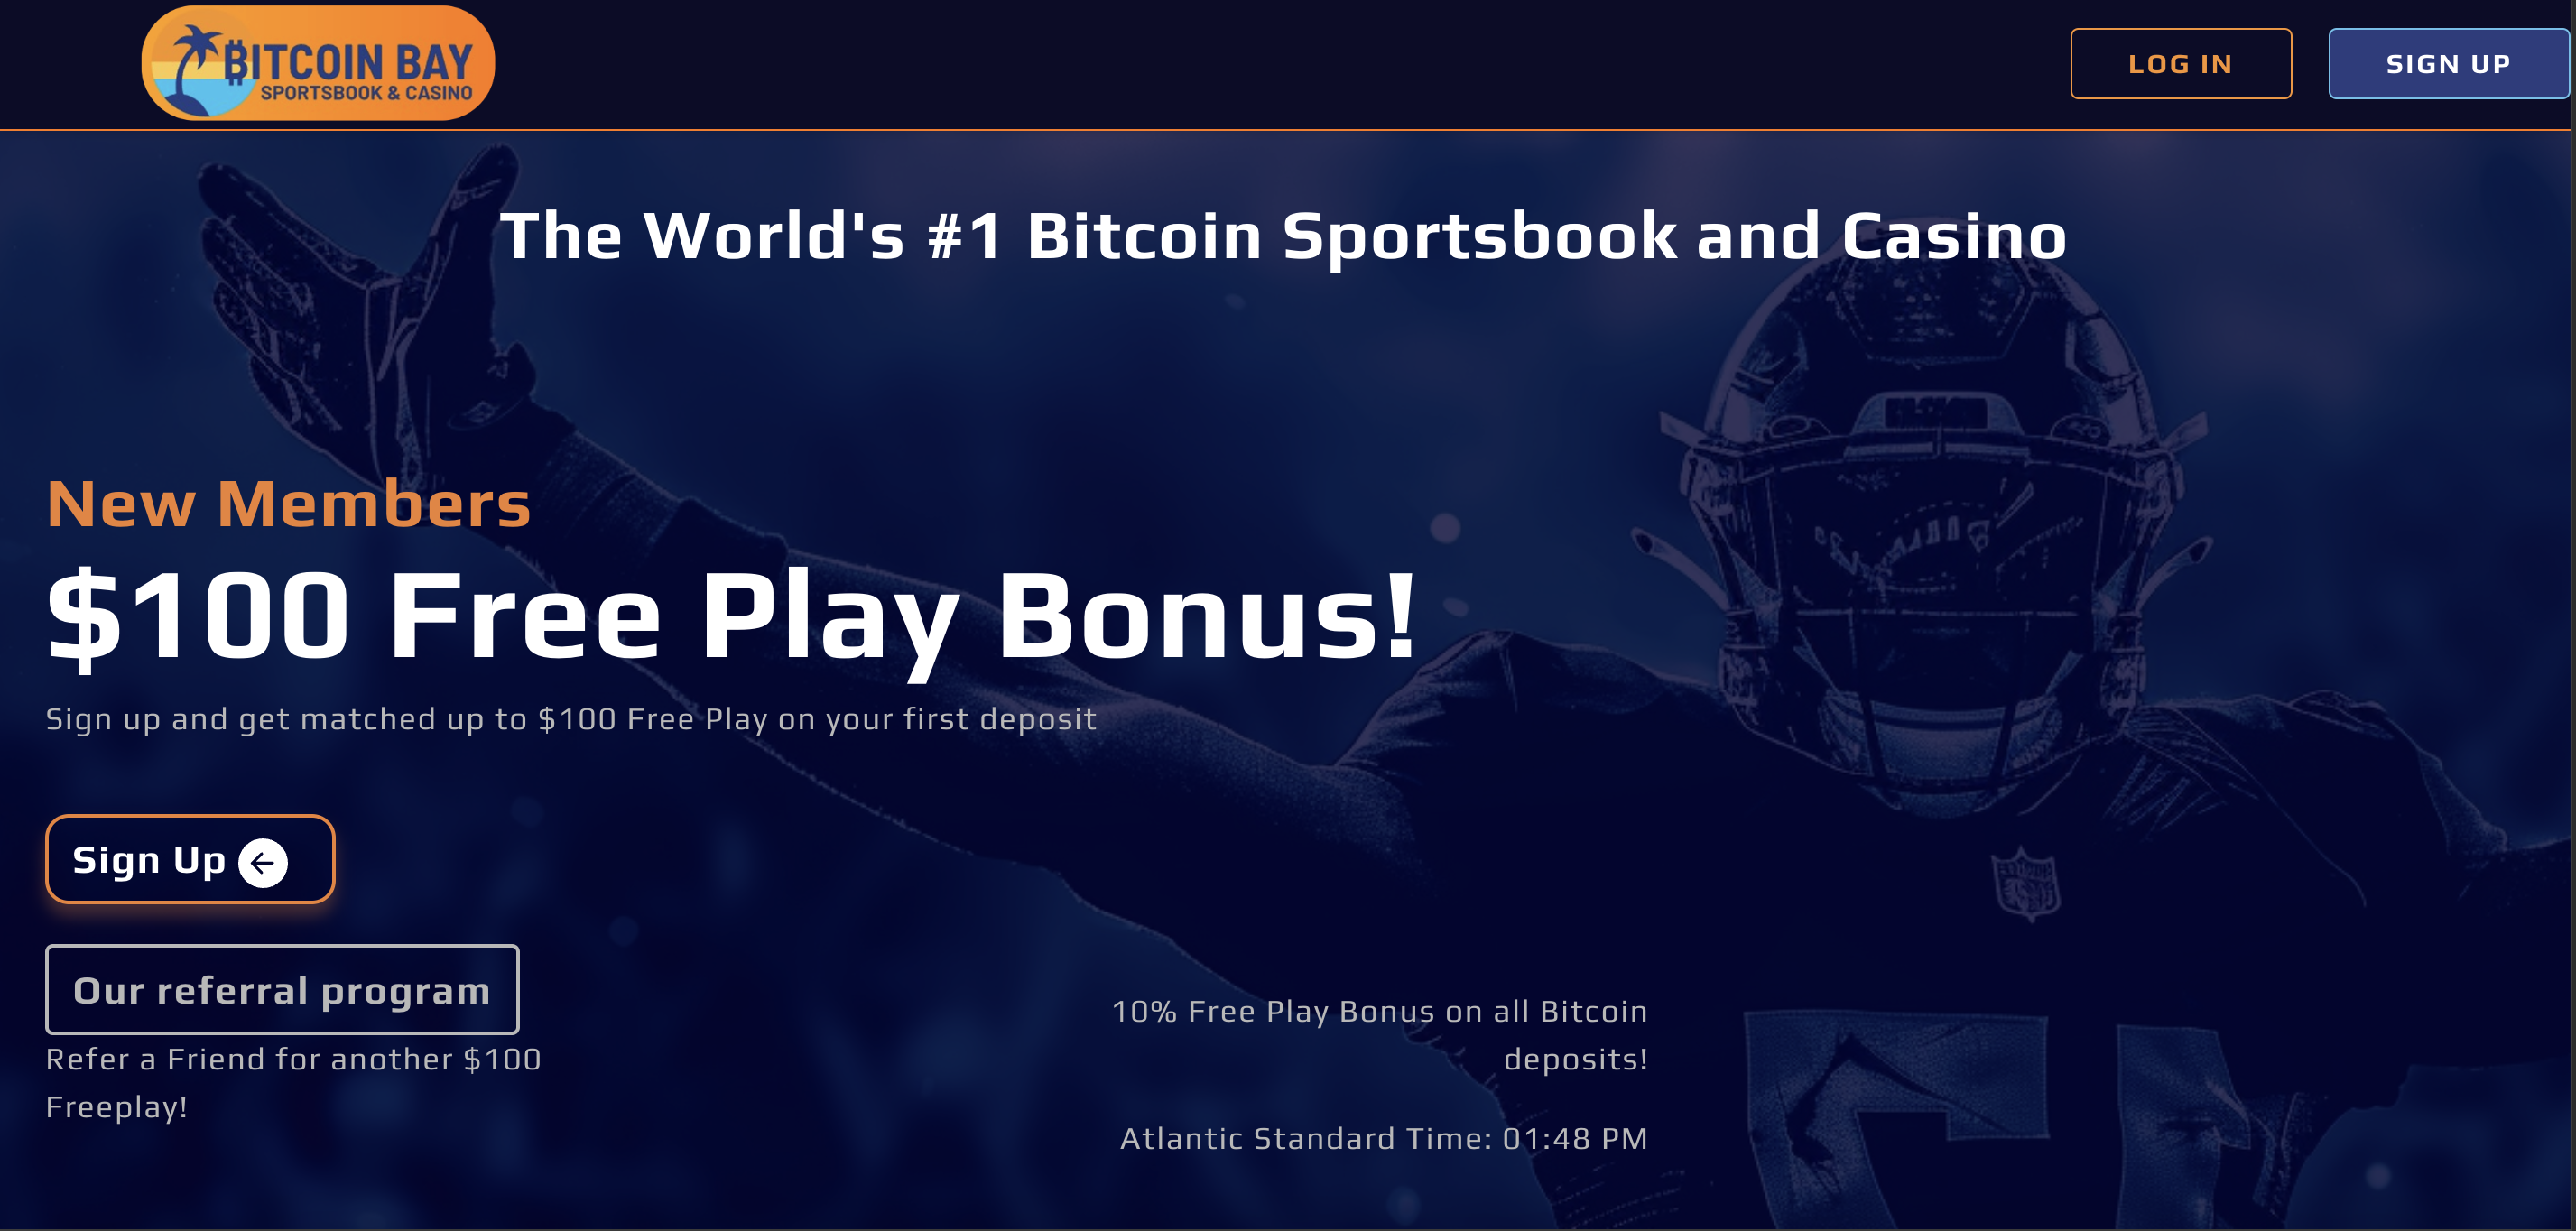 BITCOIN BAY
SPORTSBOOK & CASINO
LOG IN
SIGN UP
The World's #1 Bitcoin Sportsbook and Casino
New Members
$100 Free Play Bonus!
Sign up and get matched up to $100 Free Play on your first deposit
Sign Up
Our referral program
Refer a Friend for another $100
Freeplay!
10% Free Play Bonus on all Bitcoin
deposits!
Atlantic Standard Time: 01:48 PM